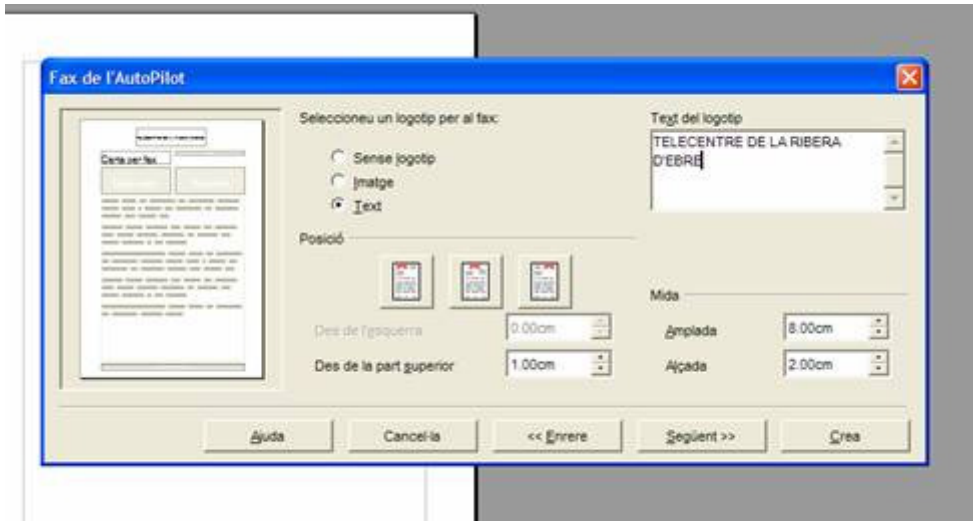 Fax de l'AutoPilot
Seleccioneu un logotip per al fax:
Sense logotip
Imatge
Text
Text del logotip
TELECENTRE DE LA RIBERA
D'EBRE
Carta per fax
Posició
Des de l'esquerra
0.00cm
Des de la part superior
1.00cm
Mida
Amplada
8.00cm
Alçada
2.00cm
Ajuda
Cancel·la
<< Enrere
Següent >>
Crea